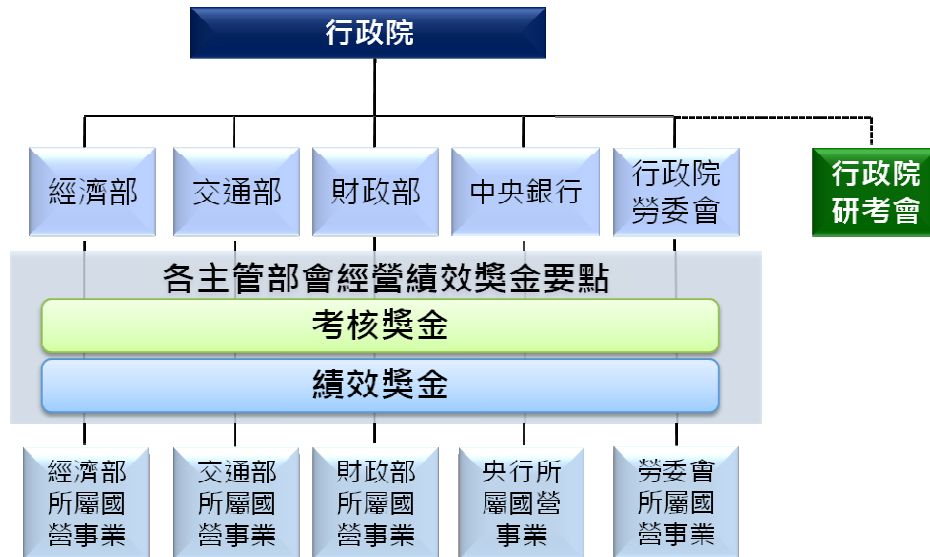 行政院
經濟部
交通部
財政部
中央銀行
行政院
勞委會
行政院
研考會
各主管部會經營績效獎金要點
考核獎金
績效獎金
經濟部
所屬國
營事業
交通部
所屬國
營事業
財政部
所屬國
營事業
央行所
屬國營
事業
勞委會
所屬國
營事業